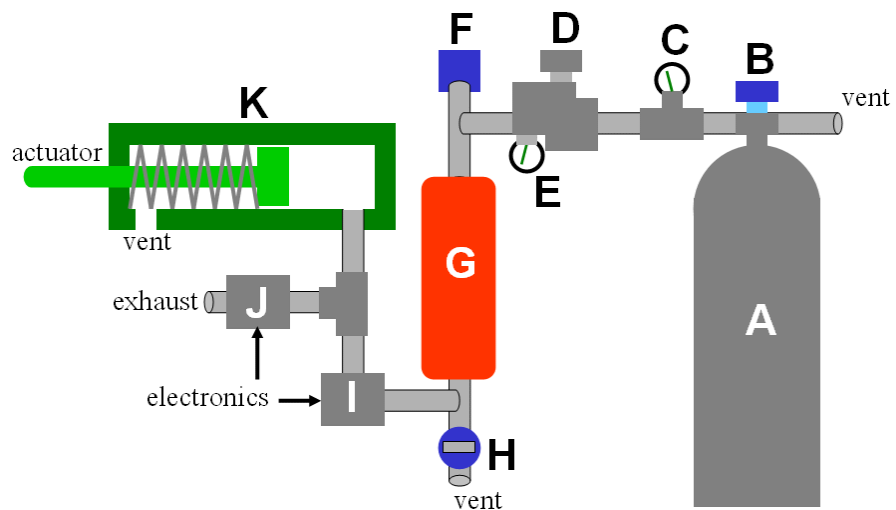 F
D
C
B
K
vent
actuator
E
vent
G
exhaust
J
A
electronics
I
H
vent